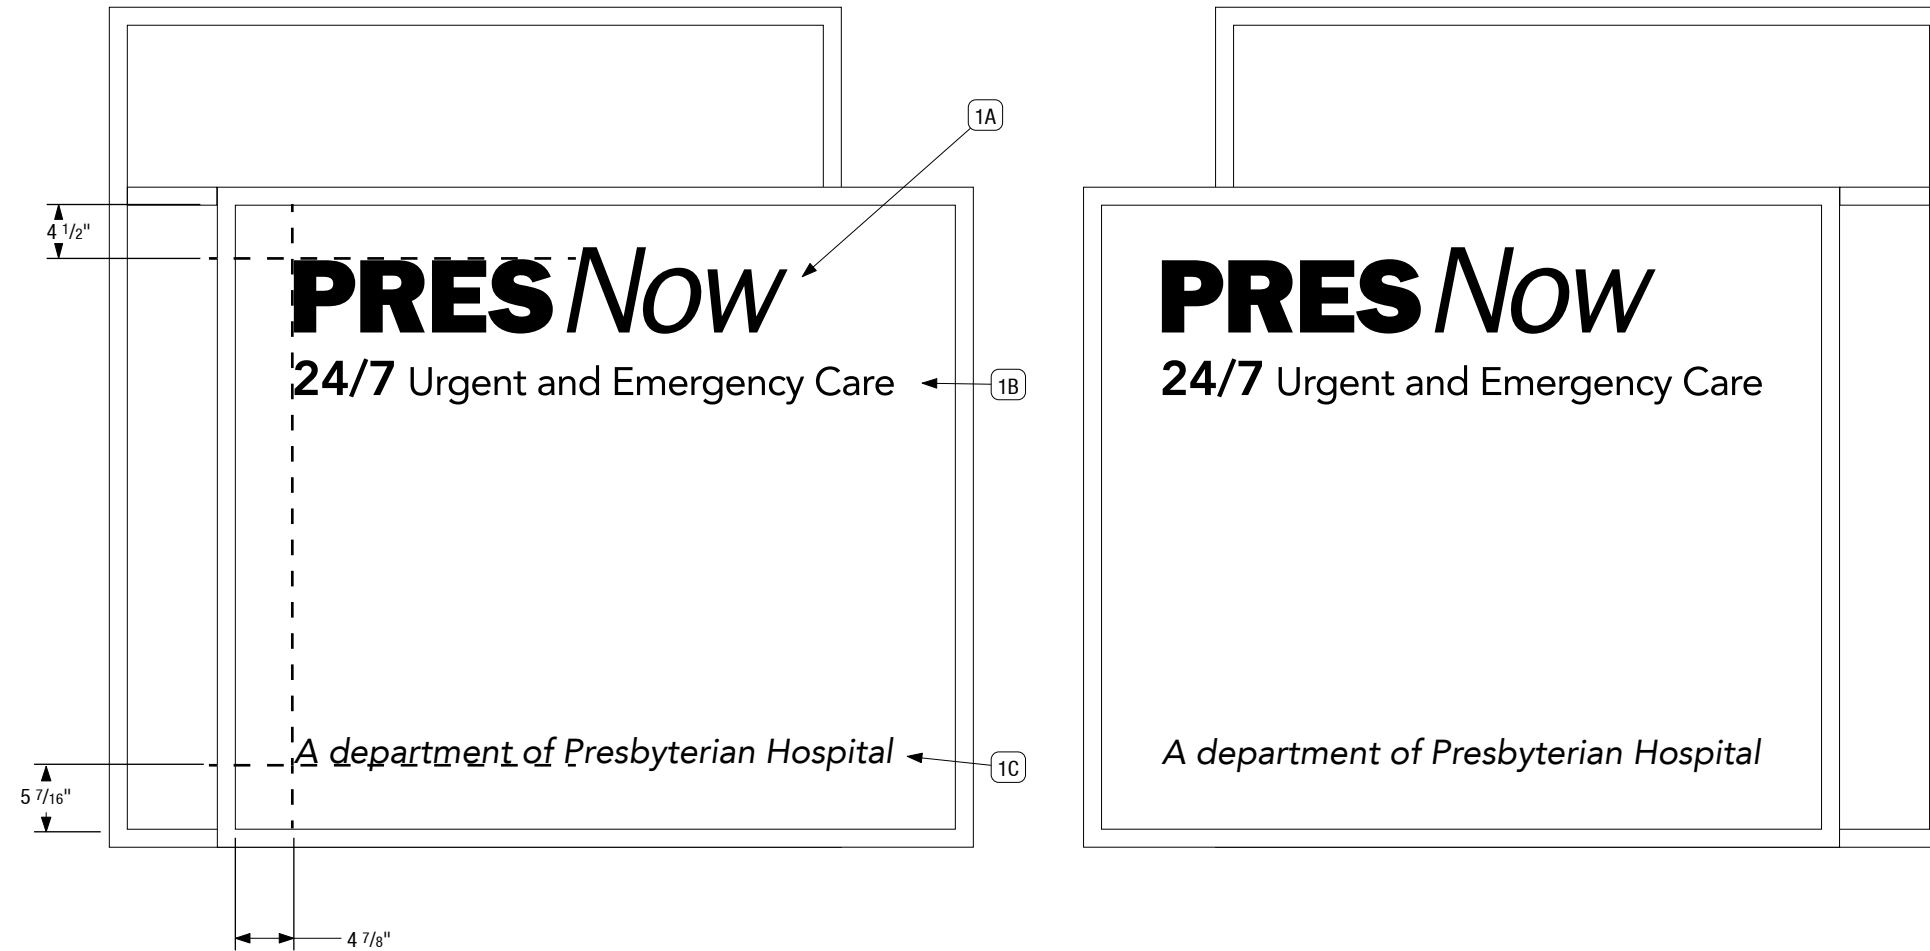 1A
4 1/2"
PRES Now
24/7 Urgent and Emergency Care
1B
A department of Presbyterian Hospital
1C
5 7/16"
4 7/8"
PRES Now
24/7 Urgent and Emergency Care
A department of Presbyterian Hospital